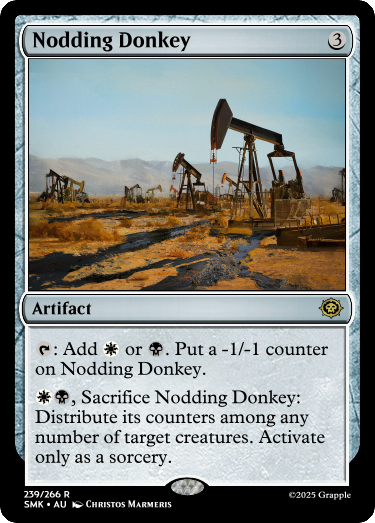 Nodding Donkey 3
Artifact
: Add or . Put a -1/-1 counter
on Nodding Donkey.
, Sacrifice Nodding Donkey:
Distribute its counters among any
number of target creatures. Activate
only as a sorcery.
239/266 R
SMK • AU Christos Marmeris
©2025 Grapple